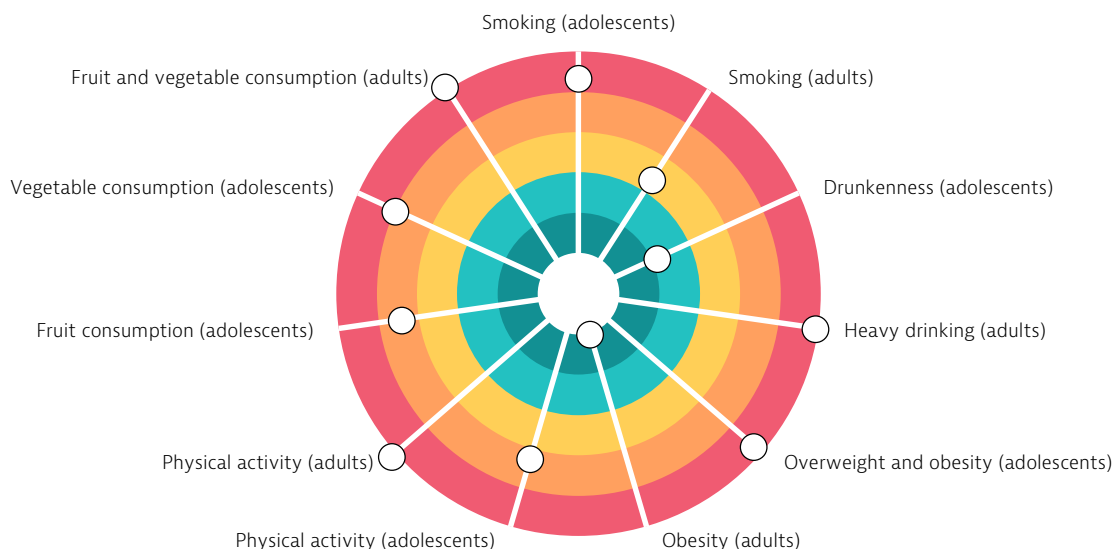 Smoking (adolescents)
Fruit and vegetable consumption (adults)
Smoking (adults)
Vegetable consumption (adolescents)
Drunkenness (adolescents)
Fruit consumption (adolescents)
Heavy drinking (adults)
Physical activity (adults)
Overweight and obesity (adolescents)
Physical activity (adolescents)
Obesity (adults)